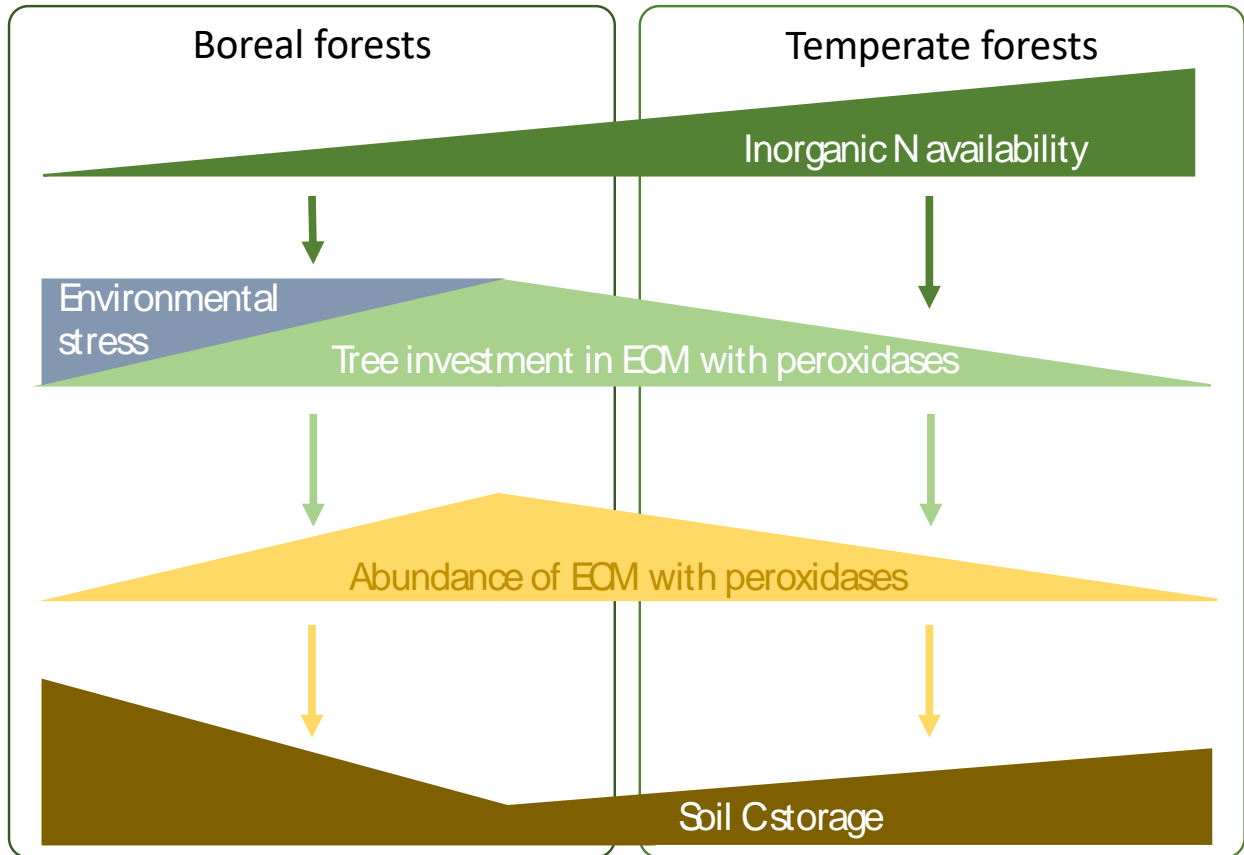 Boreal forests
Temperate forests
Inorganic N availability
Environmental
stress
Tree investment in ECM with peroxidases
Abundance of ECM with peroxidases
Soil C storage